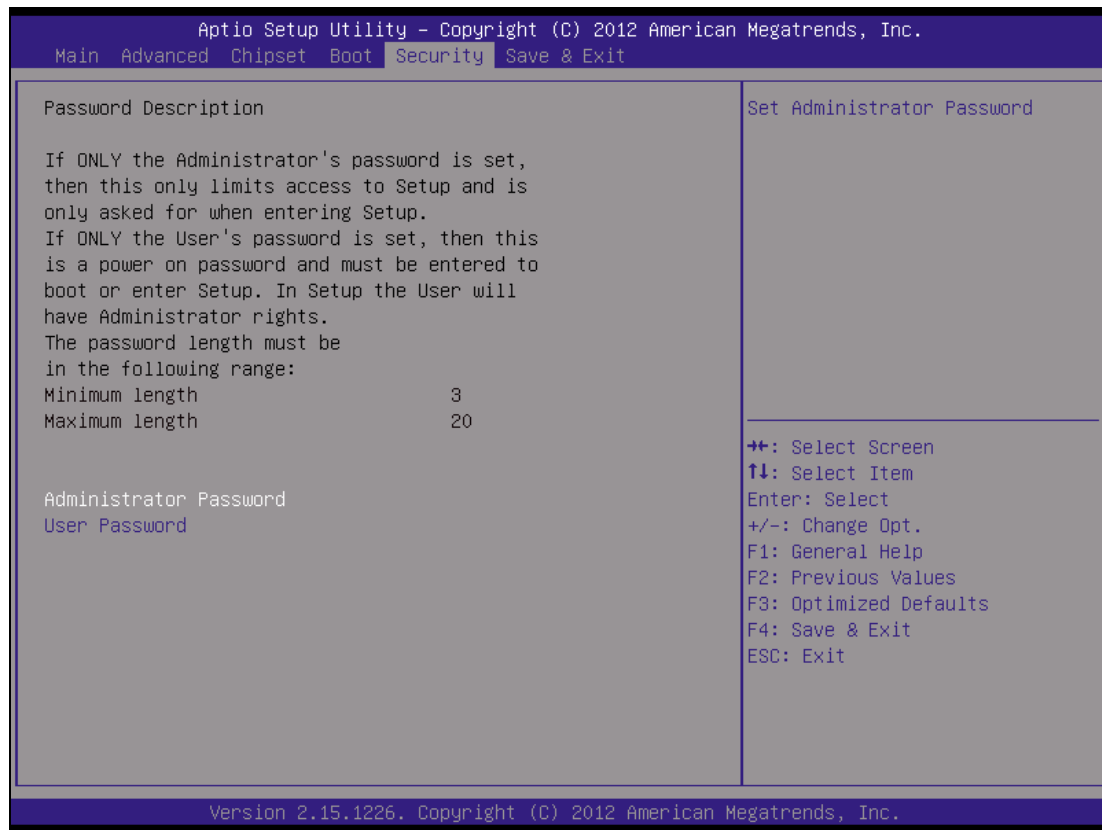 Aptio Setup Utility – Copyright (C) 2012 American Megatrends, Inc.
Main Advanced Chipset Boot Security Save & Exit
Password Description
If ONLY the Administrator's password is set,
then this only limits access to Setup and is
only asked for when entering Setup.
If ONLY the User's password is set, then this
is a power on password and must be entered to
boot or enter Setup. In Setup the User will
have Administrator rights.
The password length must be
in the following range:
Minimum length 3
Maximum length 20
Administrator Password
User Password
Set Administrator Password
→←: Select Screen
↑↓: Select Item
Enter: Select
+/-: Change Opt.
F1: General Help
F2: Previous Values
F3: Optimized Defaults
F4: Save & Exit
ESC: Exit
Version 2.15.1226. Copyright (C) 2012 American Megatrends, Inc.